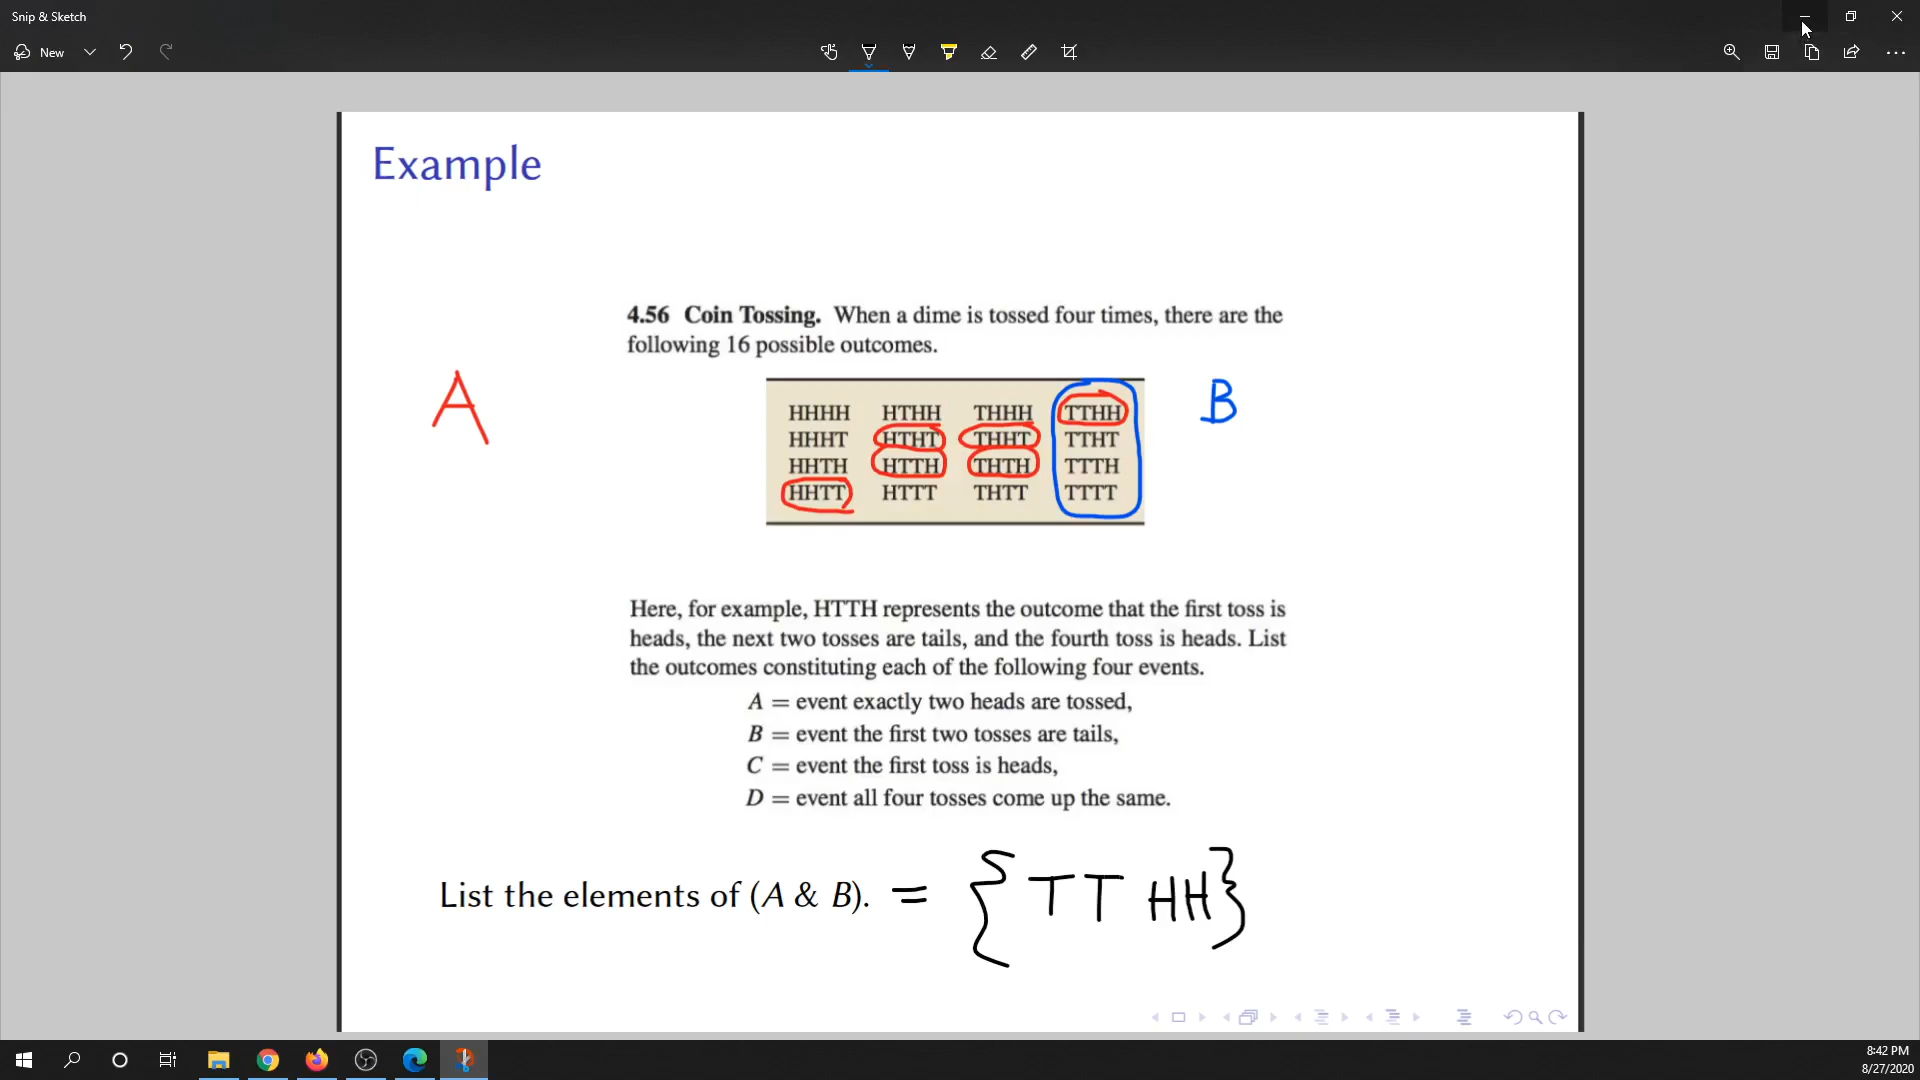 Snip & Sketch
New
Example
4.56 Coin Tossing. When a dime is tossed four times, there are the
following 16 possible outcomes.
A
B
HHHH HTHH THHH TTHH
HHHT HTHT THHT TTHT
HHTH HTTH THTH TTTH
HHTT HTTT THTT TTTT
Here, for example, HTTH represents the outcome that the first toss is
heads, the next two tosses are tails, and the fourth toss is heads. List
the outcomes constituting each of the following four events.
A = event exactly two heads are tossed,
B = event the first two tosses are tails,
C = event the first toss is heads,
D = event all four tosses come up the same.
List the elements of (A & B). = { T T HH}
8:42 PM
8/27/2020